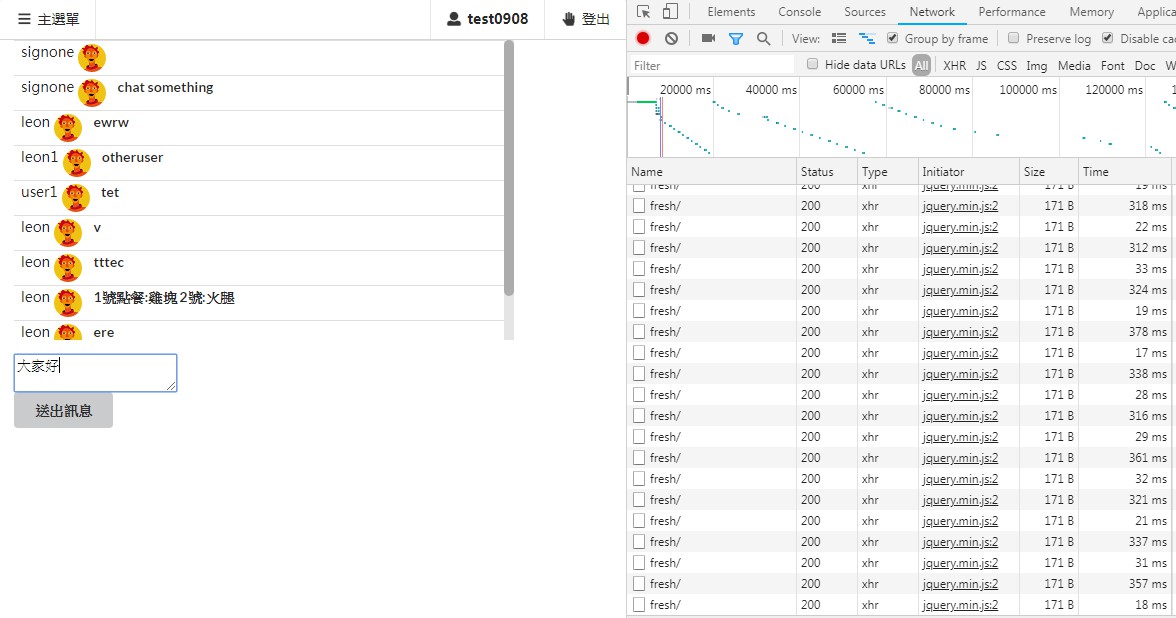 主選單 test0908 登出
signone
signone chat something
leon ewrw
leon1 otheruser
user1 tet
leon v
leon tttec
leon 1號點餐:雞塊 2號:火腿
leon ere
大家好
送出訊息
Elements Console Sources Network Performance Memory Applica
View: Group by frame Preserve log Disable cac
Filter Hide data URLs All XHR JS CSS Img Media Font Doc W
20000 ms 40000 ms 60000 ms 80000 ms 100000 ms 120000 ms 1
Name Status Type Initiator Size Time
fresh/ 200 xhr jquery.min.js:2 171 B 19 ms
fresh/ 200 xhr jquery.min.js:2 171 B 318 ms
fresh/ 200 xhr jquery.min.js:2 171 B 22 ms
fresh/ 200 xhr jquery.min.js:2 171 B 312 ms
fresh/ 200 xhr jquery.min.js:2 171 B 33 ms
fresh/ 200 xhr jquery.min.js:2 171 B 324 ms
fresh/ 200 xhr jquery.min.js:2 171 B 19 ms
fresh/ 200 xhr jquery.min.js:2 171 B 378 ms
fresh/ 200 xhr jquery.min.js:2 171 B 17 ms
fresh/ 200 xhr jquery.min.js:2 171 B 338 ms
fresh/ 200 xhr jquery.min.js:2 171 B 28 ms
fresh/ 200 xhr jquery.min.js:2 171 B 316 ms
fresh/ 200 xhr jquery.min.js:2 171 B 29 ms
fresh/ 200 xhr jquery.min.js:2 171 B 361 ms
fresh/ 200 xhr jquery.min.js:2 171 B 32 ms
fresh/ 200 xhr jquery.min.js:2 171 B 321 ms
fresh/ 200 xhr jquery.min.js:2 171 B 21 ms
fresh/ 200 xhr jquery.min.js:2 171 B 337 ms
fresh/ 200 xhr jquery.min.js:2 171 B 31 ms
fresh/ 200 xhr jquery.min.js:2 171 B 357 ms
fresh/ 200 xhr jquery.min.js:2 171 B 18 ms